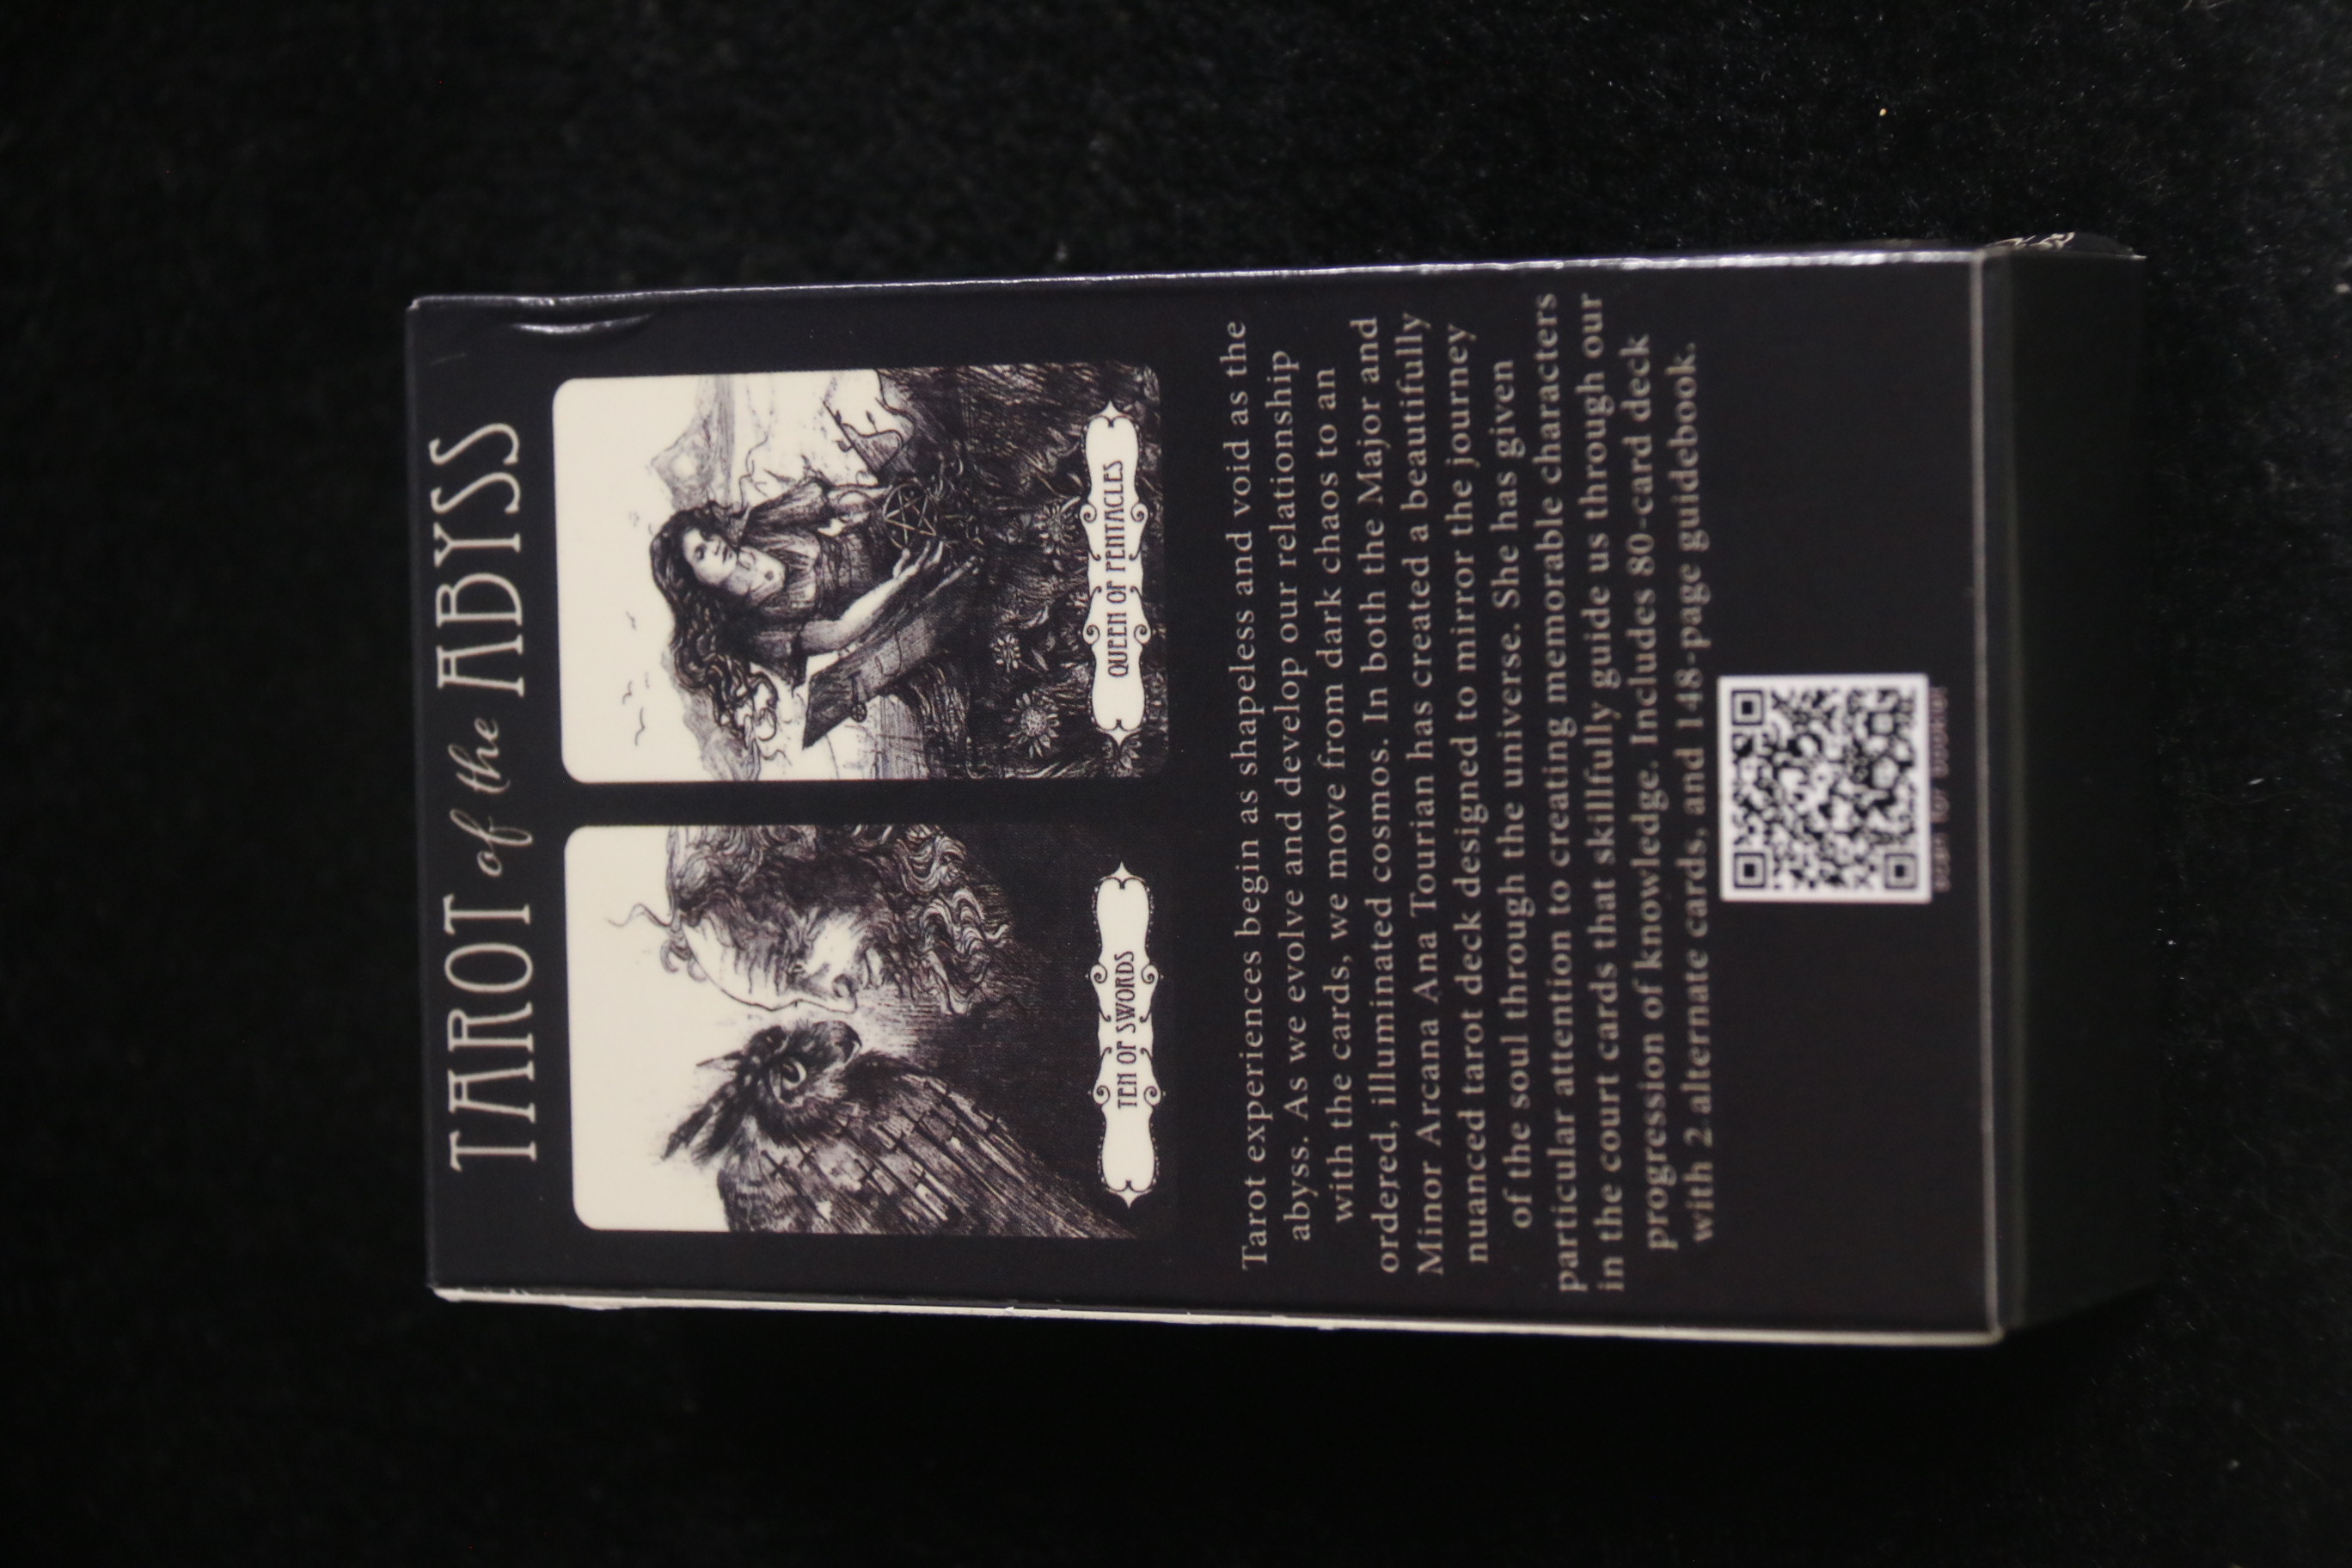 TAROT of the ABYSS
TEN OF SWORDS
QUEEN OF PENTACLES
Tarot experiences begin as shapeless and void as the
abyss. As we evolve and develop our relationship
with the cards, we move from dark chaos to an
ordered, illuminated cosmos. In both the Major and
Minor Arcana Ana Tourian has created a beautifully
nuanced tarot deck designed to mirror the journey
of the soul through the universe. She has given
particular attention to creating memorable characters
in the court cards that skillfully guide us through our
progression of knowledge. Includes 80-card deck
with 2 alternate cards, and 148-page guidebook.